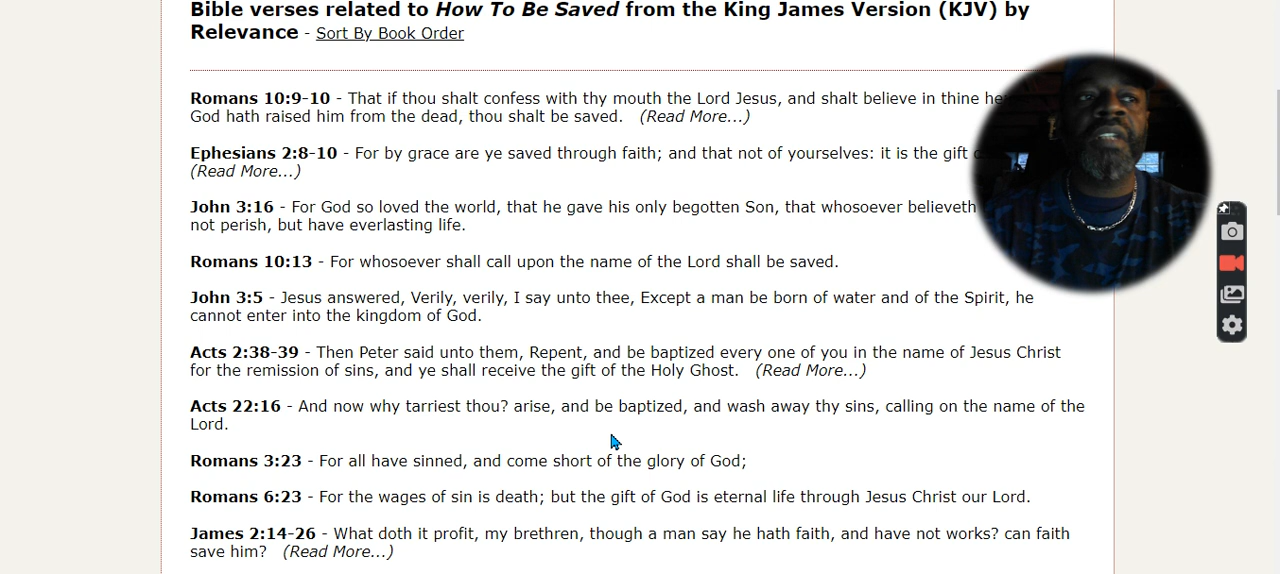 Bible verses related to How To Be Saved from the King James Version (KJV) by
Relevance - Sort By Book Order
Romans 10:9-10 - That if thou shalt confess with thy mouth the Lord Jesus, and shalt believe in thine
God hath raised him from the dead, thou shalt be saved. (Read More...)
Ephesians 2:8-10 - For by grace are ye saved through faith; and that not of yourselves: it is the gift
(Read More...)
John 3:16 - For God so loved the world, that he gave his only begotten Son, that whosoever believeth
not perish, but have everlasting life.
Romans 10:13 - For whosoever shall call upon the name of the Lord shall be saved.
John 3:5 - Jesus answered, Verily, verily, I say unto thee, Except a man be born of water and of the Spirit, he
cannot enter into the kingdom of God.
Acts 2:38-39 - Then Peter said unto them, Repent, and be baptized every one of you in the name of Jesus Christ
for the remission of sins, and ye shall receive the gift of the Holy Ghost. (Read More...)
Acts 22:16 - And now why tarriest thou? arise, and be baptized, and wash away thy sins, calling on the name of the
Lord.
Romans 3:23 - For all have sinned, and come short of the glory of God;
Romans 6:23 - For the wages of sin is death; but the gift of God is eternal life through Jesus Christ our Lord.
James 2:14-26 - What doth it profit, my brethren, though a man say he hath faith, and have not works? can faith
save him? (Read More...)